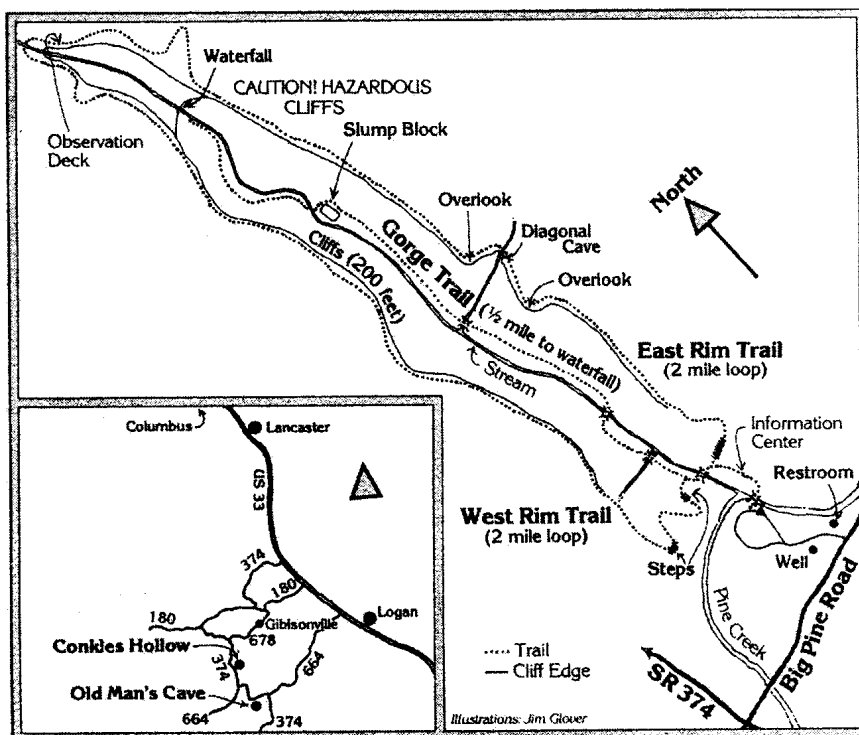 Waterfall
CAUTION! HAZARDOUS
CLIFFS
Slump Block
Observation
Deck
Overlook
North
Diagonal
Cave
Overlook
Cliffs (200 feet)
Gorge Trail (½ mile to waterfall)
Stream
East Rim Trail
(2 mile loop)
Information
Center
Restroom
West Rim Trail
(2 mile loop)
Steps
Well
Pine Creek
Big Pine Road
SR 374
Trail
Cliff Edge
Illustrations: Jim Glover
Columbus
Lancaster
US 33
374
180
180
Gibisonville
Logan
678
Conkles Hollow
374
664
Old Man's Cave
664
374